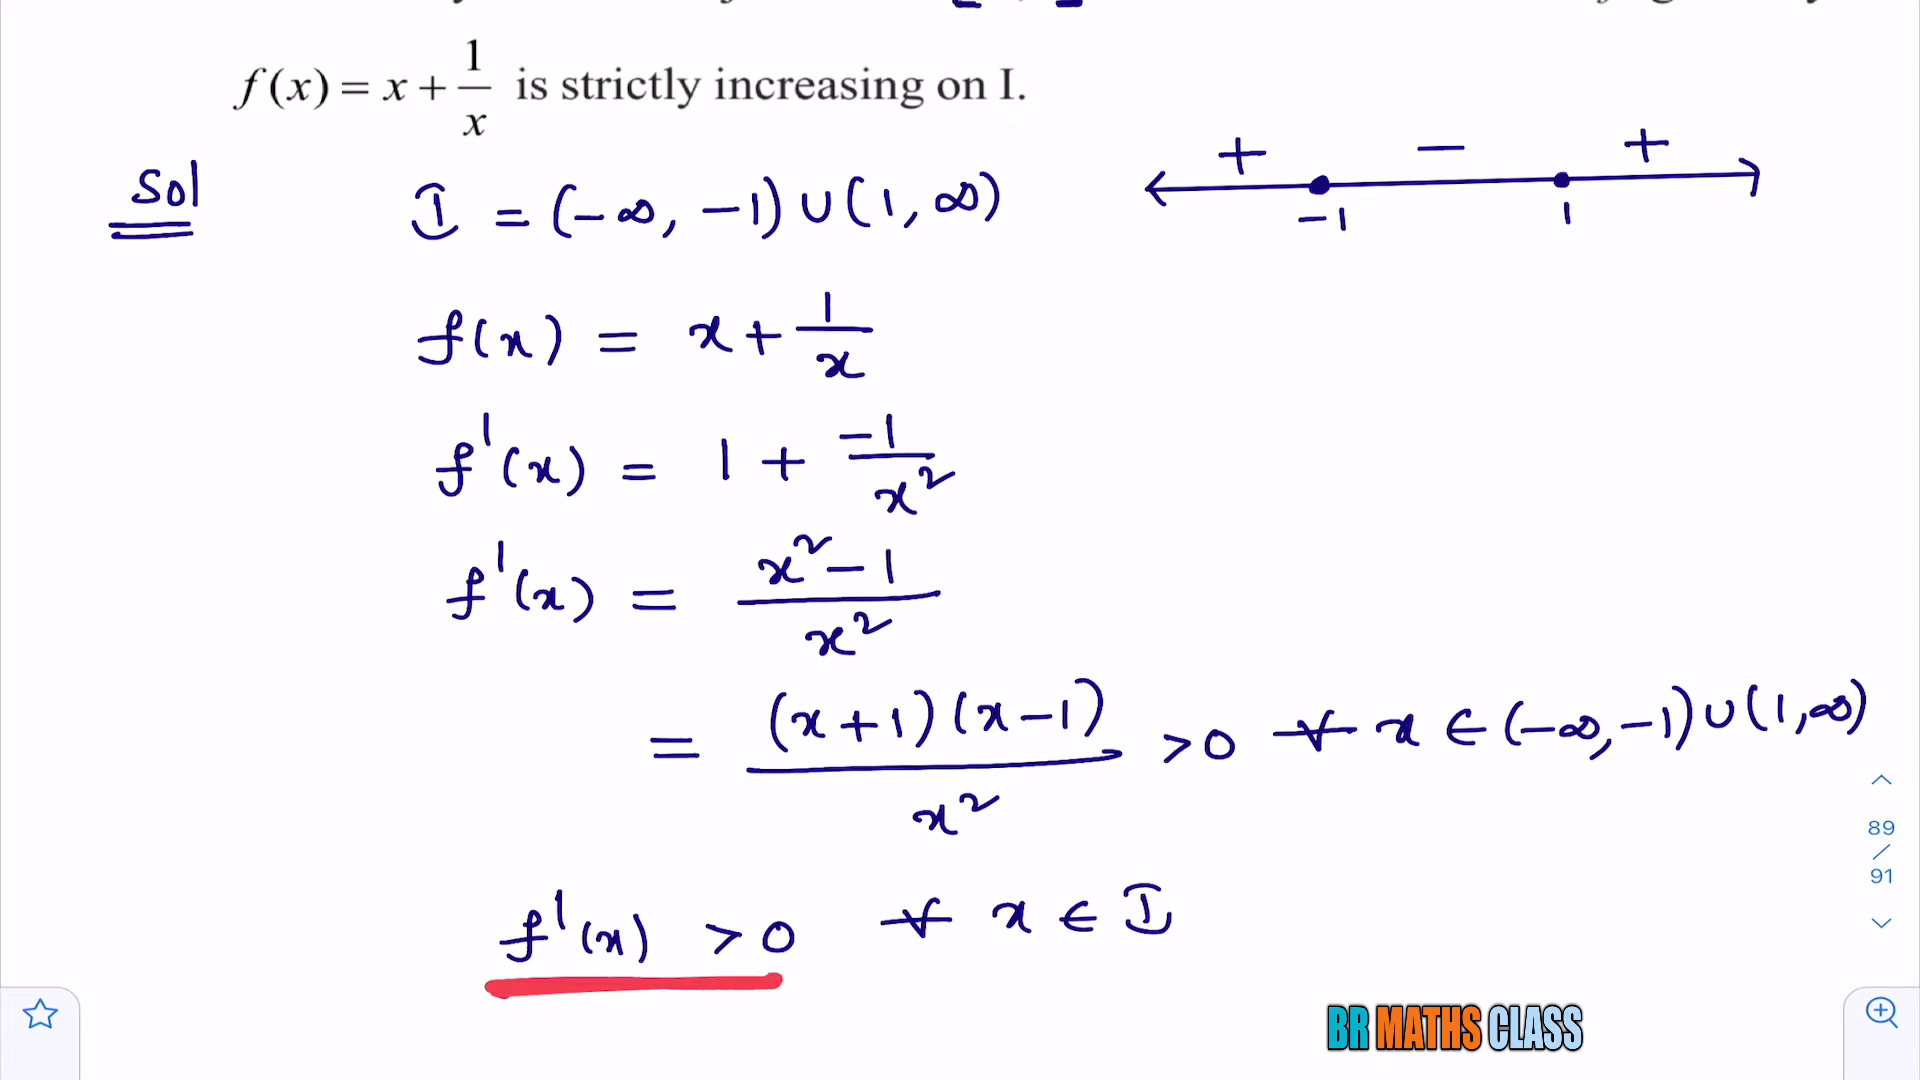 f(x) = x + 1/x is strictly increasing on I.
Sol
I = (-∞, -1) ∪ (1, ∞)
+ − +
-1 1
f(x) = x + 1/x
f'(x) = 1 + -1/x²
f'(x) = x²-1/x²
= (x+1)(x-1)/x² >0 ∀ x ∈ (-∞,-1) ∪ (1,∞)
f'(x) >0 ∀ x ∈ I
89
/
91
BR MATHS CLASS